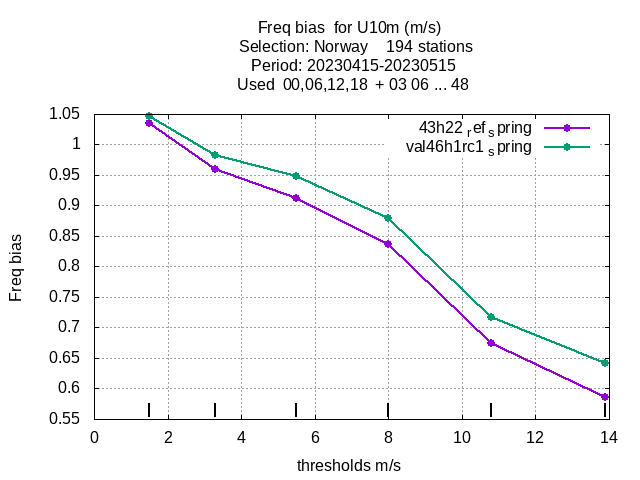 Freq bias  for U10m (m/s)
Selection: Norway    194 stations
Period: 20230415-20230515
Used  00,06,12,18  + 03 06 ... 48
43h22 ref spring
val46h1rc1 spring
1.05
1
0.95
0.9
0.85
0.8
0.75
0.7
0.65
0.6
0.55
Freq bias
0 2 4 6 8 10 12 14
thresholds m/s